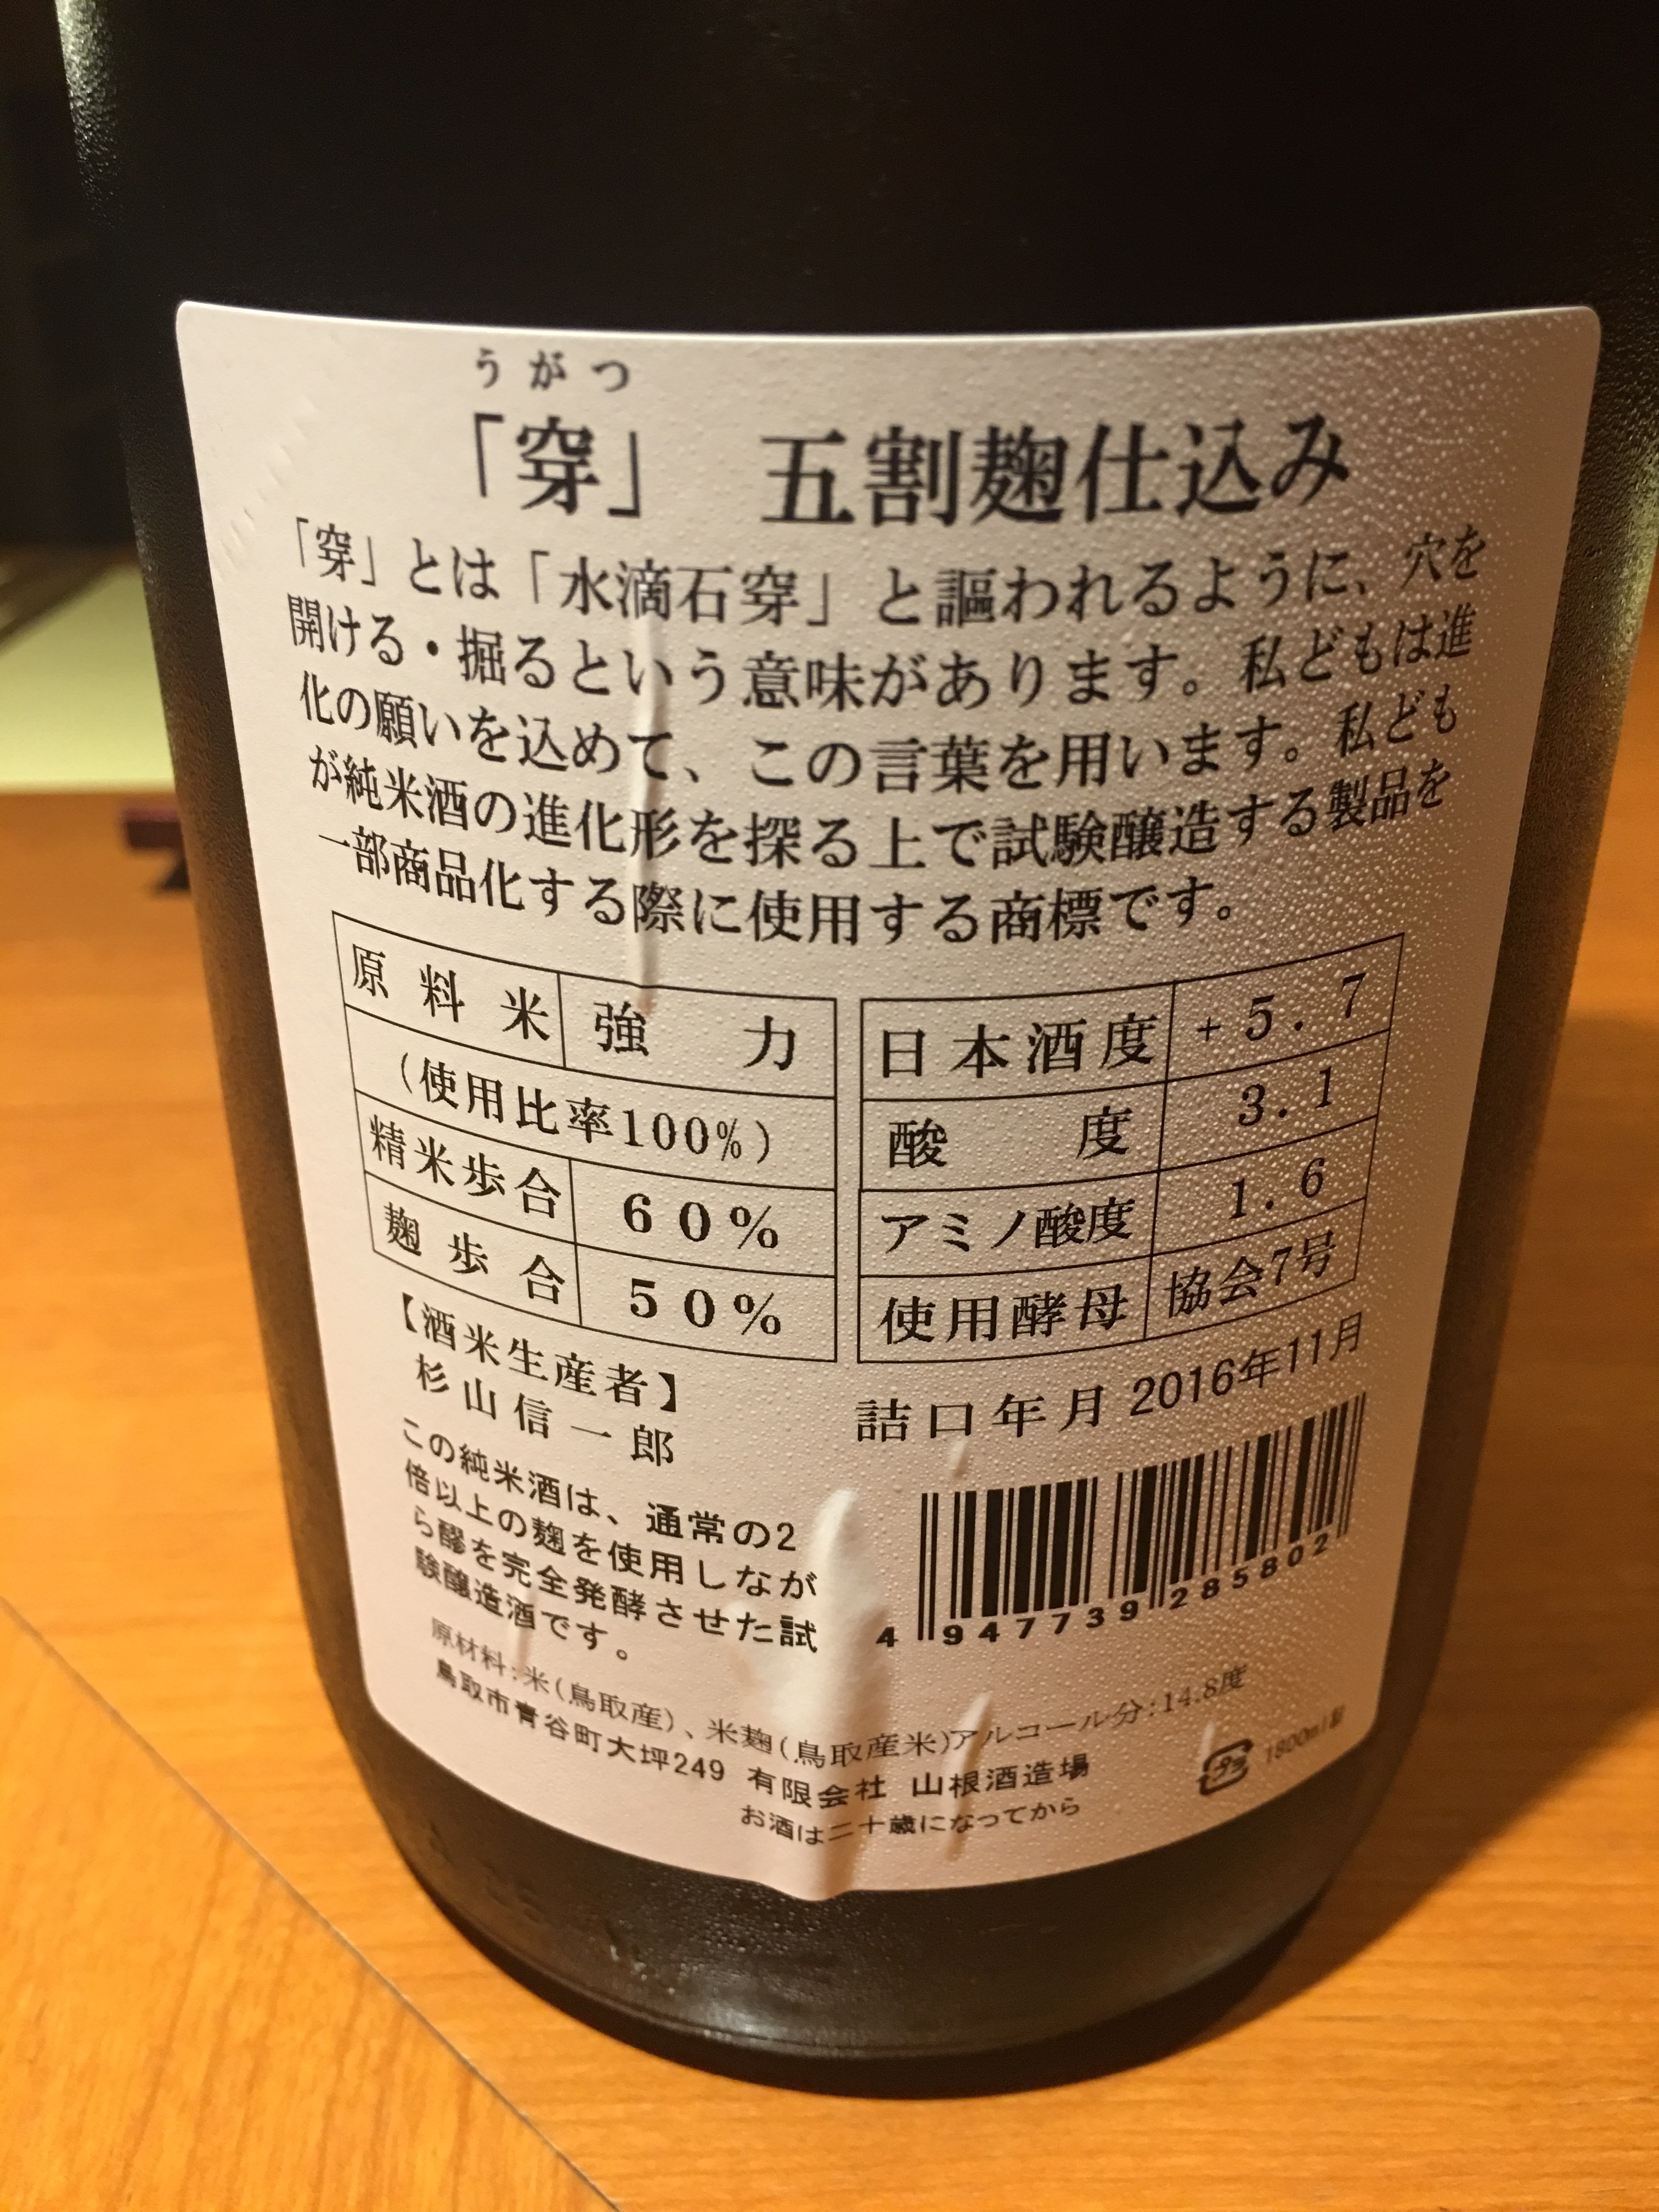 うがつ
「穿」 五割麹仕込み
「穿」とは「水滴石穿」と謳われるように、穴を
開ける・掘るという意味があります。私どもは進
化の願いを込めて、この言葉を用います。私ども
が純米酒の進化形を探る上で試験醸造する製品を
一部商品化する際に使用する商標です。
原料米 強力
(使用比率100%)
精米歩合 60%
麹歩合 50%
日本酒度 +5.7
酸度 3.1
アミノ酸度 1.6
使用酵母 協会7号
【酒米生産者】
杉山信一郎
この純米酒は、通常の2
倍以上の麹を使用しなが
ら醪を完全発酵させた試
験醸造酒です。
詰口年月 2016年11月
4 947739 285802
原材料:米(鳥取産)、米麹(鳥取産米)アルコール分:14.8度
鳥取市青谷町大坪249 有限会社 山根酒造場
プラ 1800ml詰
お酒は二十歳になってから